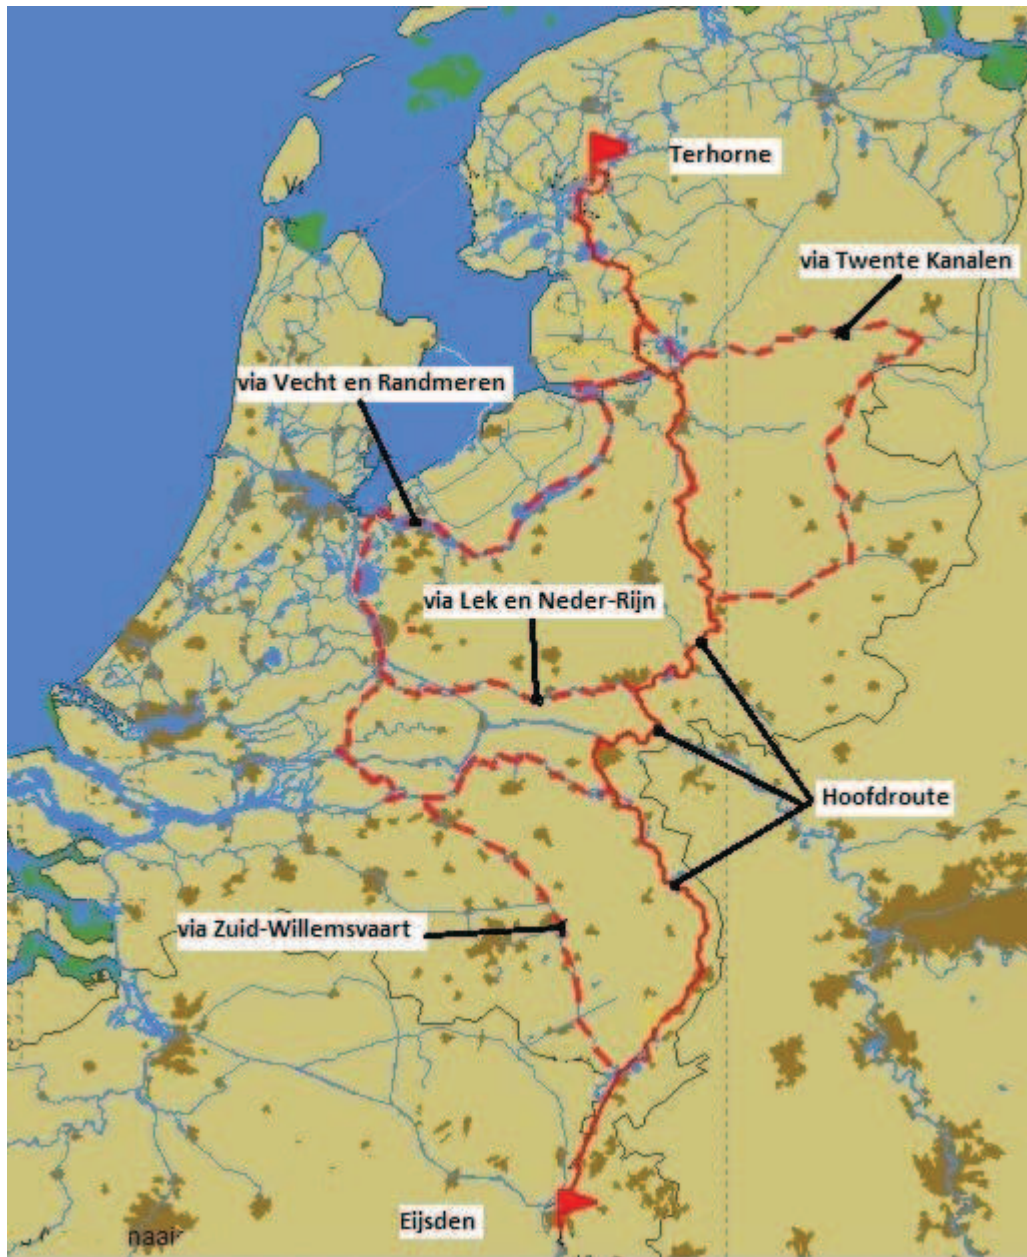 Terhorne
via Twente Kanalen
via Vecht en Randmeren
via Lek en Neder-Rijn
Hoofdroute
via Zuid-Willemsvaart
Eijsden